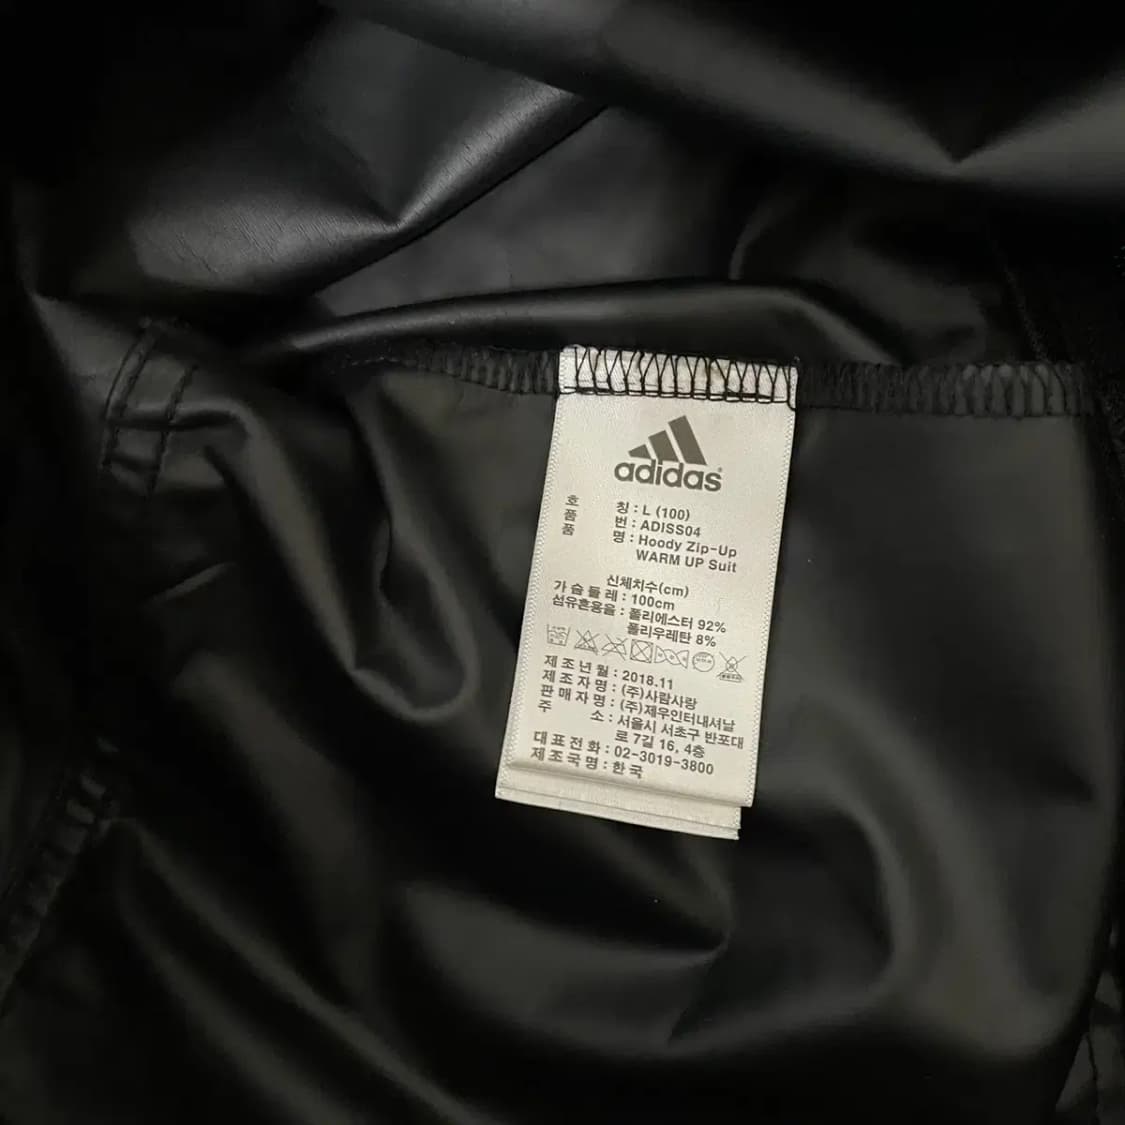 adidas
호 칭 : L (100)
품 번 : ADISS04
품 명 : Hoody Zip-Up
WARM UP Suit
신체치수(cm)
가 슴 둘 레 : 100cm
섬유혼용율 : 폴리에스터 92%
폴리우레탄 8%
제 조 년 월 : 2018.11
제 조 자 명 : (주)사람사랑
판 매 자 명 : (주)제우인터내셔날
주 소 : 서울시 서초구 반포대
로 7길 16, 4층
대 표 전 화 : 02-3019-3800
제 조 국 명 : 한 국